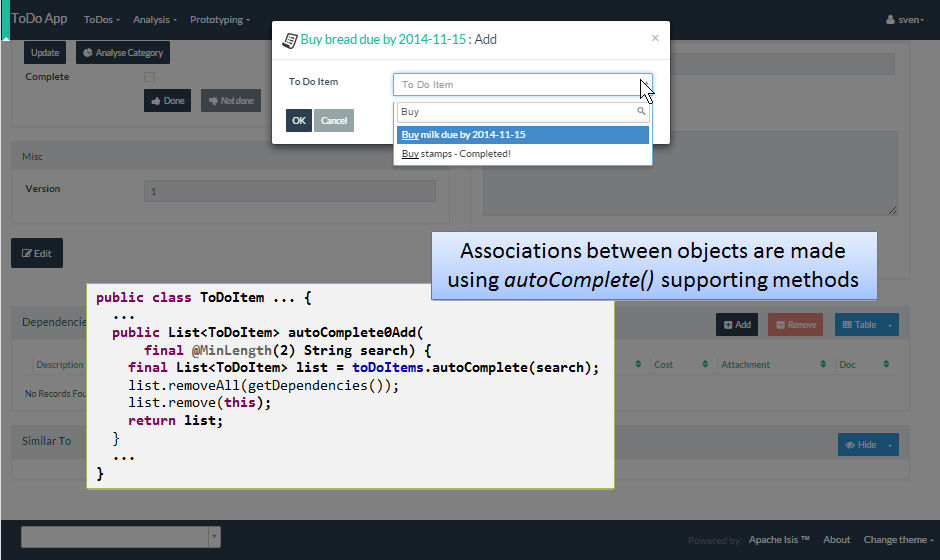 ToDo App ToDos Analysis Prototyping sven
Buy bread due by 2014-11-15 : Add ×
Update Analyse Category
Complete
Done Not done
To Do Item To Do Item
Buy
OK Cancel
Buy milk due by 2014-11-15
Buy stamps - Completed!
Misc
Version 1
Edit
Associations between objects are made
using autoComplete() supporting methods
public class ToDoItem ... {
...
public List<ToDoItem> autoComplete0Add(
final @MinLength(2) String search) {
final List<ToDoItem> list = toDoItems.autoComplete(search);
list.removeAll(getDependencies());
list.remove(this);
return list;
}
...
}
Dependencie Add Remove Table
Description Cost Attachment Doc
No Records Fou
Similar To Hide
Powered by: Apache Isis ™ About Change theme